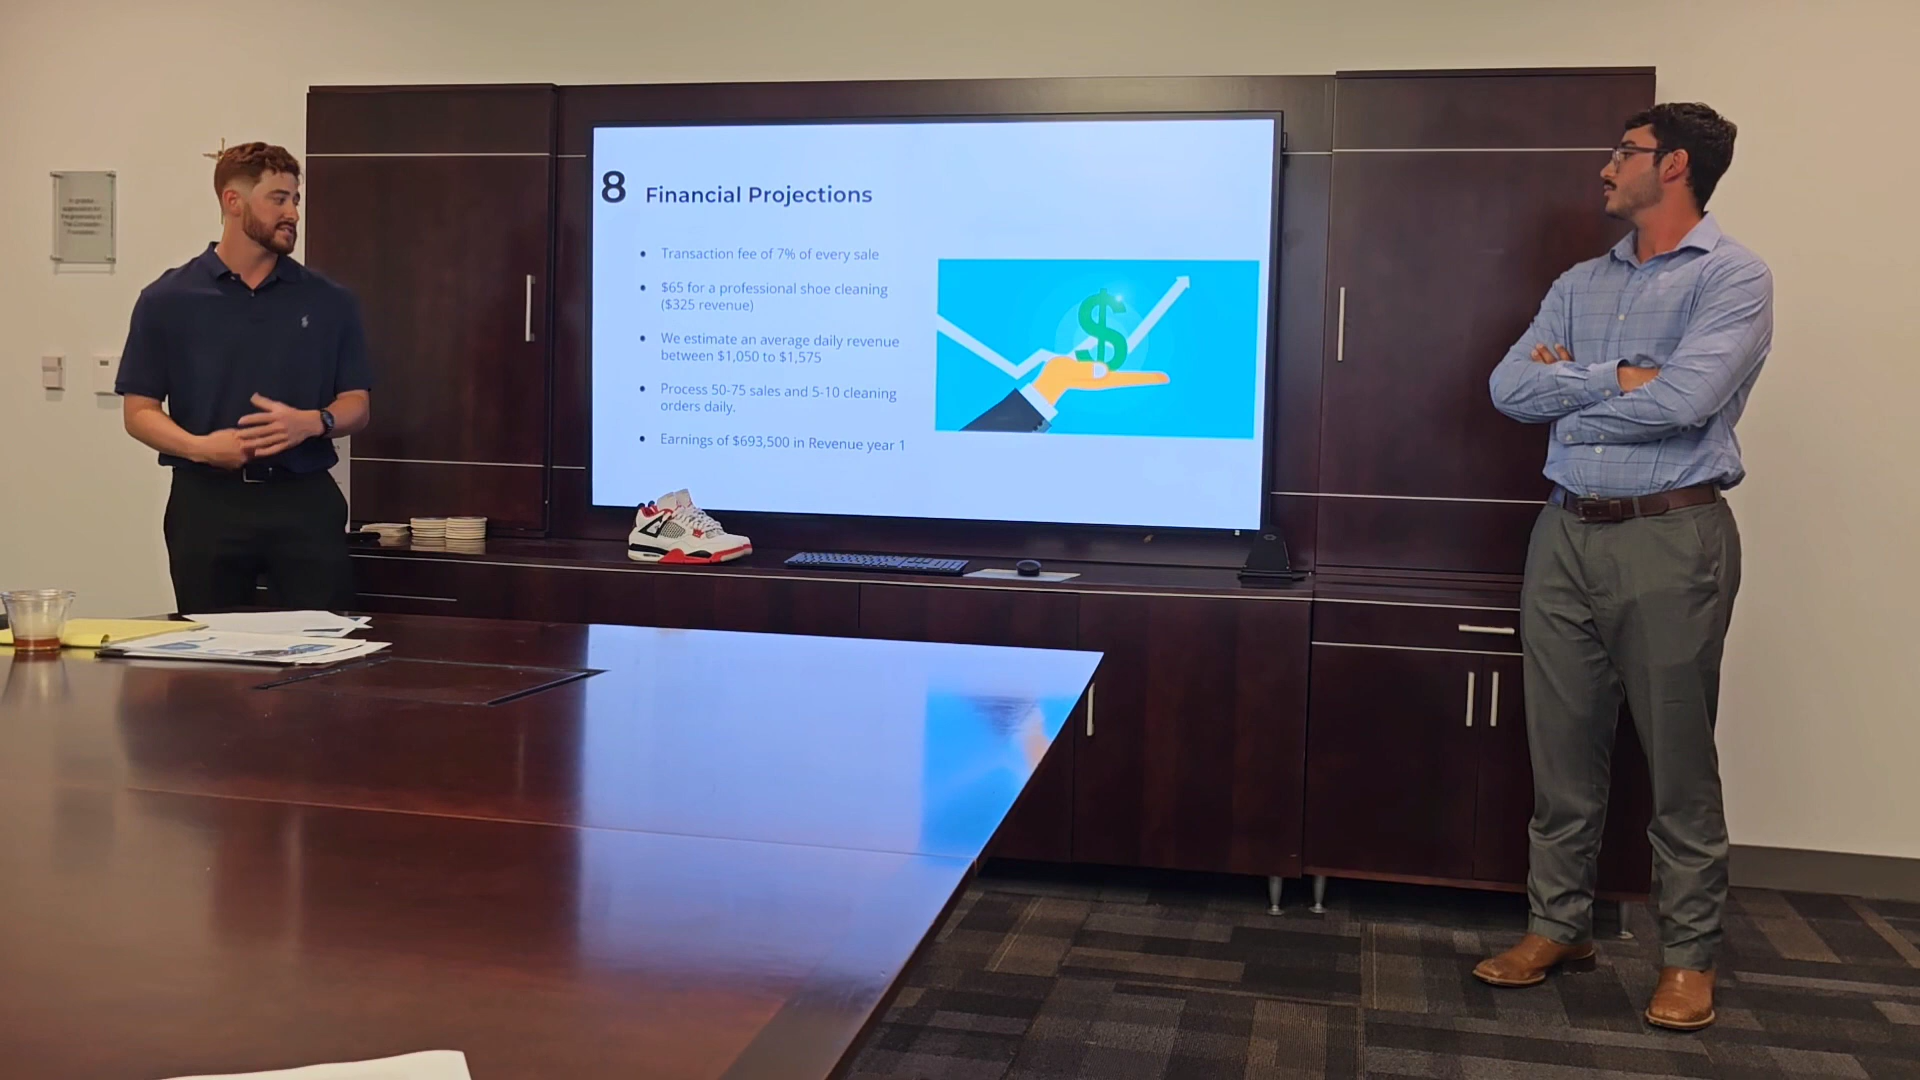 8 Financial Projections
• Transaction fee of 7% of every sale
• $65 for a professional shoe cleaning
($325 revenue)
• We estimate an average daily revenue
between $1,050 to $1,575
• Process 50-75 sales and 5-10 cleaning
orders daily.
• Earnings of $693,500 in Revenue year 1
$